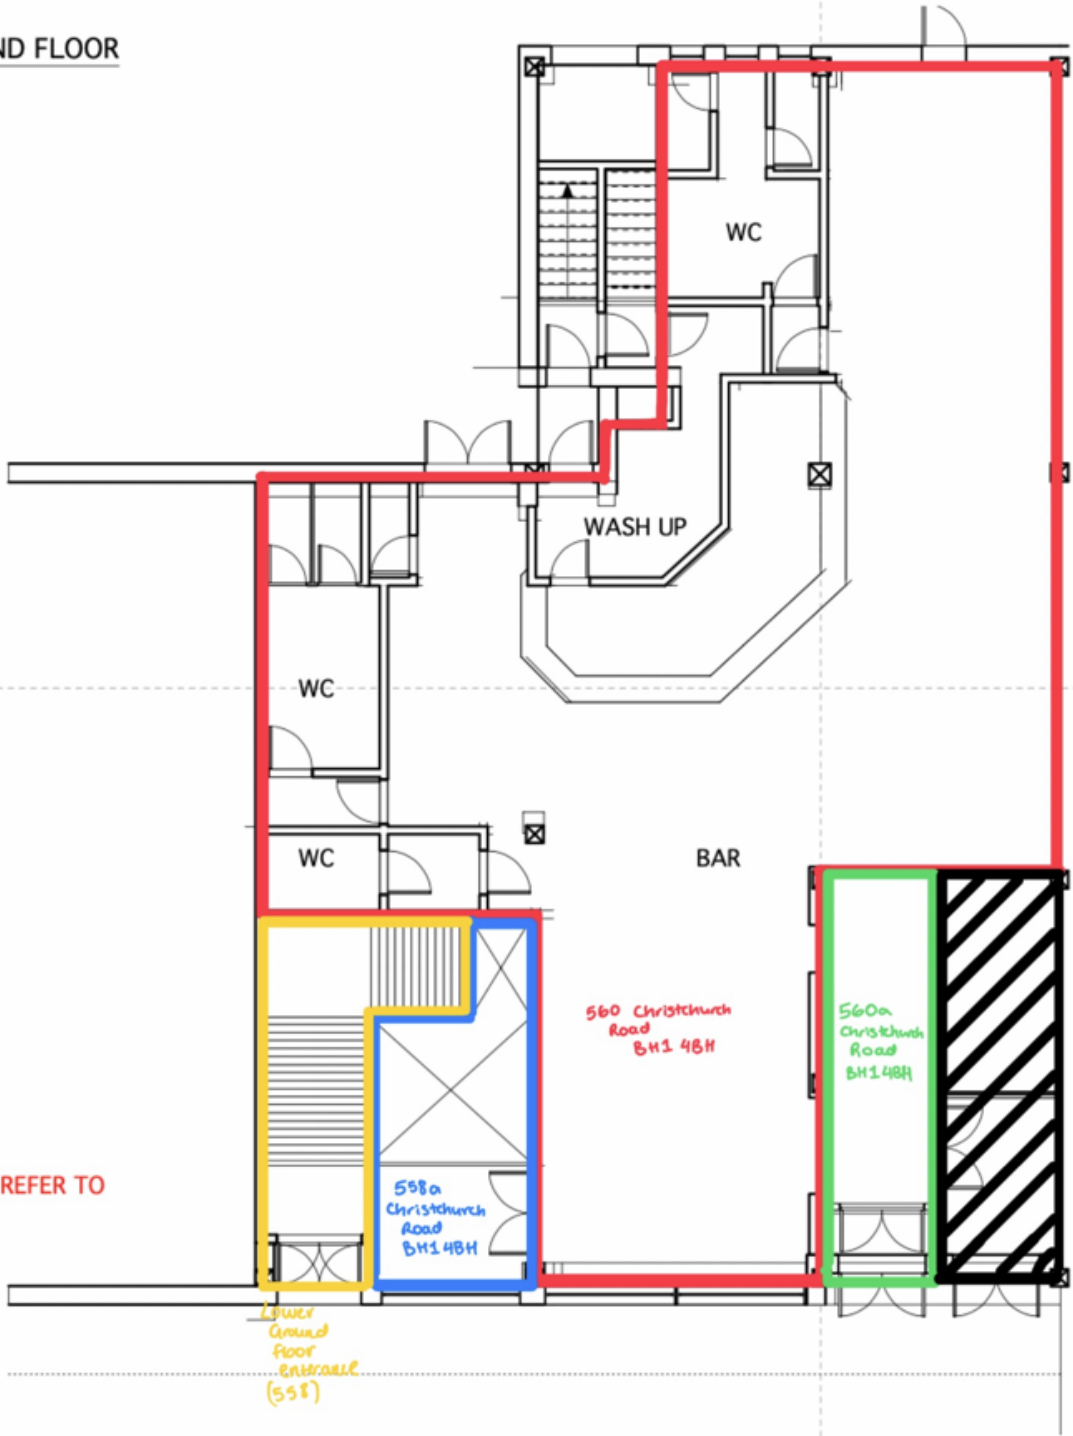 ND FLOOR
WC
WASH UP
WC
WC
BAR
560 Christchurch
Road
BH1 4BH
560a
Christchurch
Road
BH1 4BH
REFER TO
558a
Christchurch
Road
BH1 4BH
Lower
Ground
floor
entrance
(558)